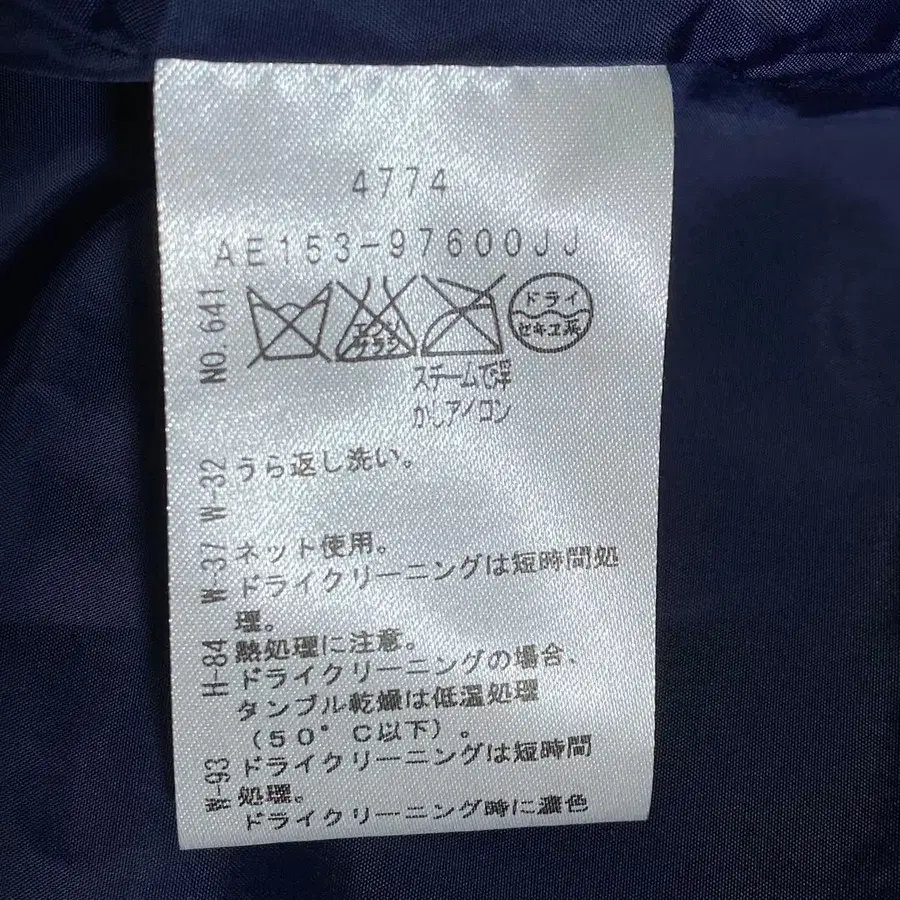 4774
AE153-97600JJ
NO.641
エンソ
サラシ
ドライ
セキユ系
スチームで浮
かしアイロン
W-32 うら返し洗い。
W-37 ネット使用。
ドライクリーニングは短時間処
理。
H-84 熱処理に注意。
ドライクリーニングの場合、
タンブル乾燥は低温処理
(50°C以下)。
W-93 ドライクリーニングは短時間
処理。
ドライクリーニング時に濃色